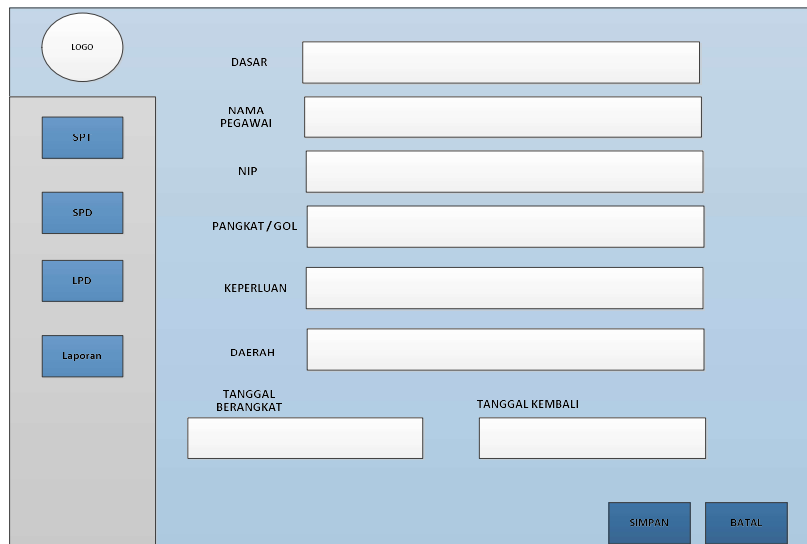 LOGO
DASAR
NAMA
PEGAWAI
SPT
NIP
SPD
PANGKAT / GOL
LPD
KEPERLUAN
Laporan
DAERAH
TANGGAL
BERANGKAT
TANGGAL KEMBALI
SIMPAN
BATAL